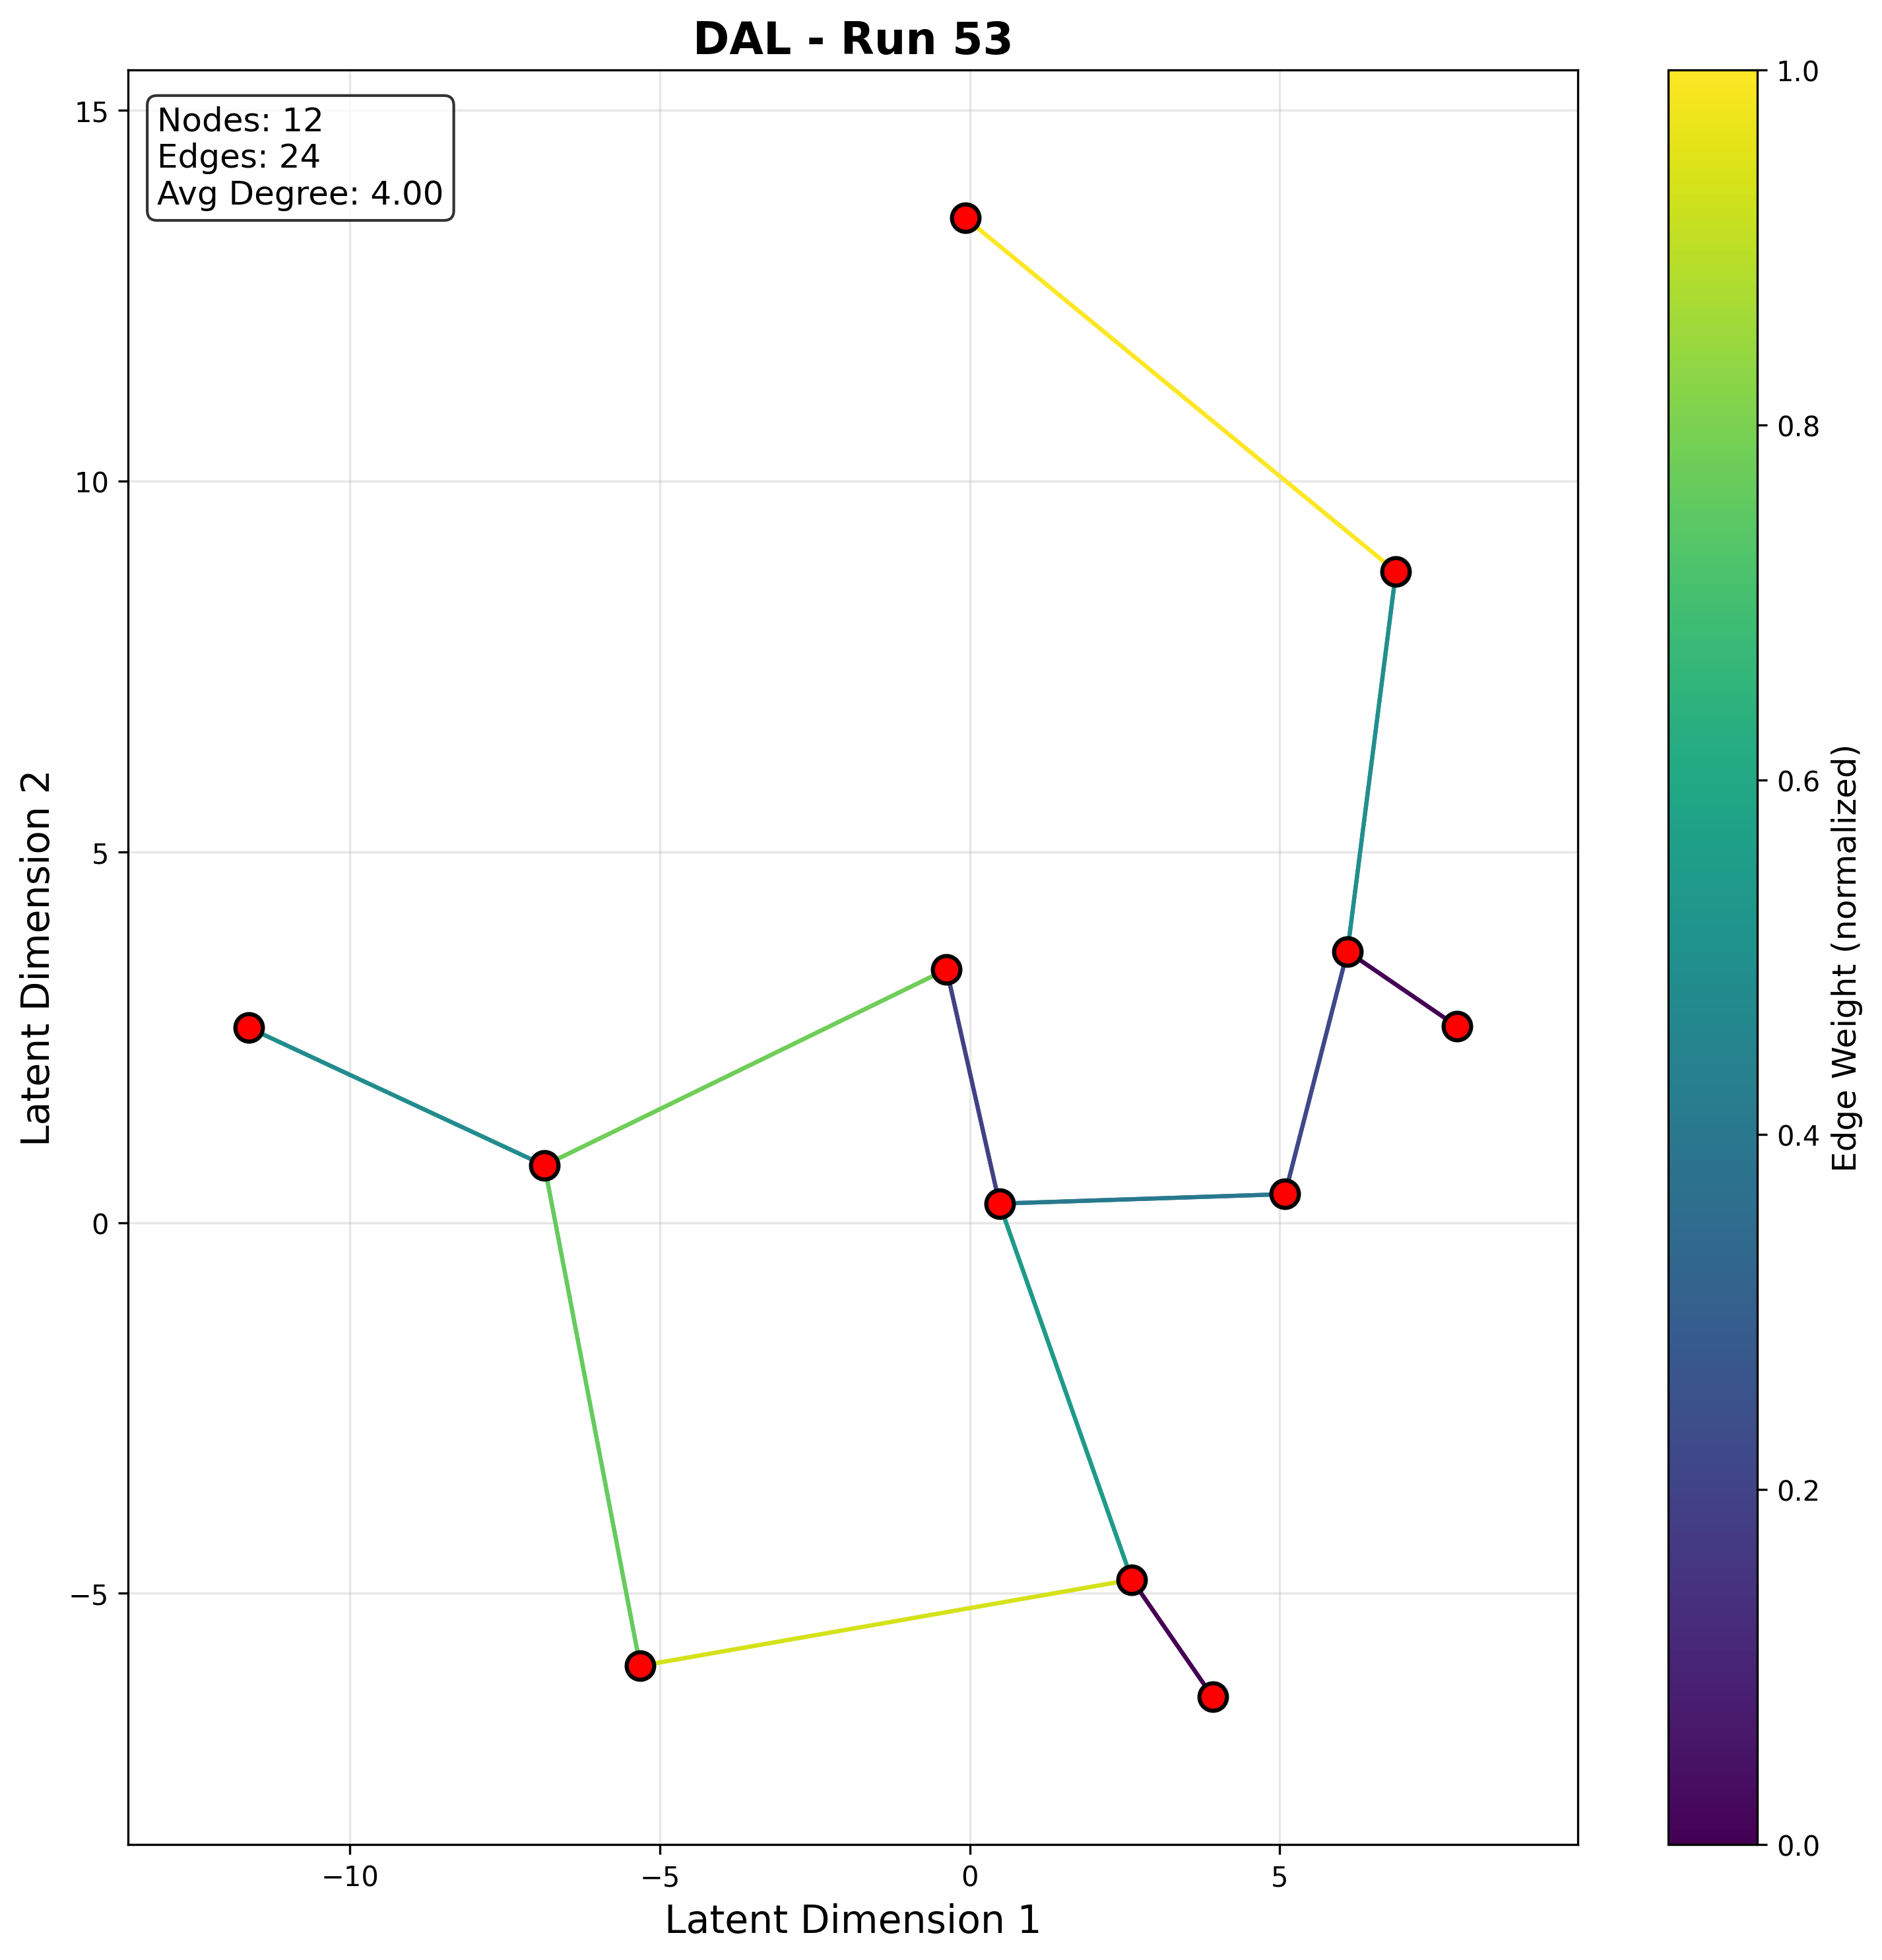 DAL - Run 53
Nodes: 12
Edges: 24
Avg Degree: 4.00
15
10
5
0
−5
Latent Dimension 2
−10
−5
0
5
Latent Dimension 1
1.0
0.8
0.6
0.4
0.2
0.0
Edge Weight (normalized)